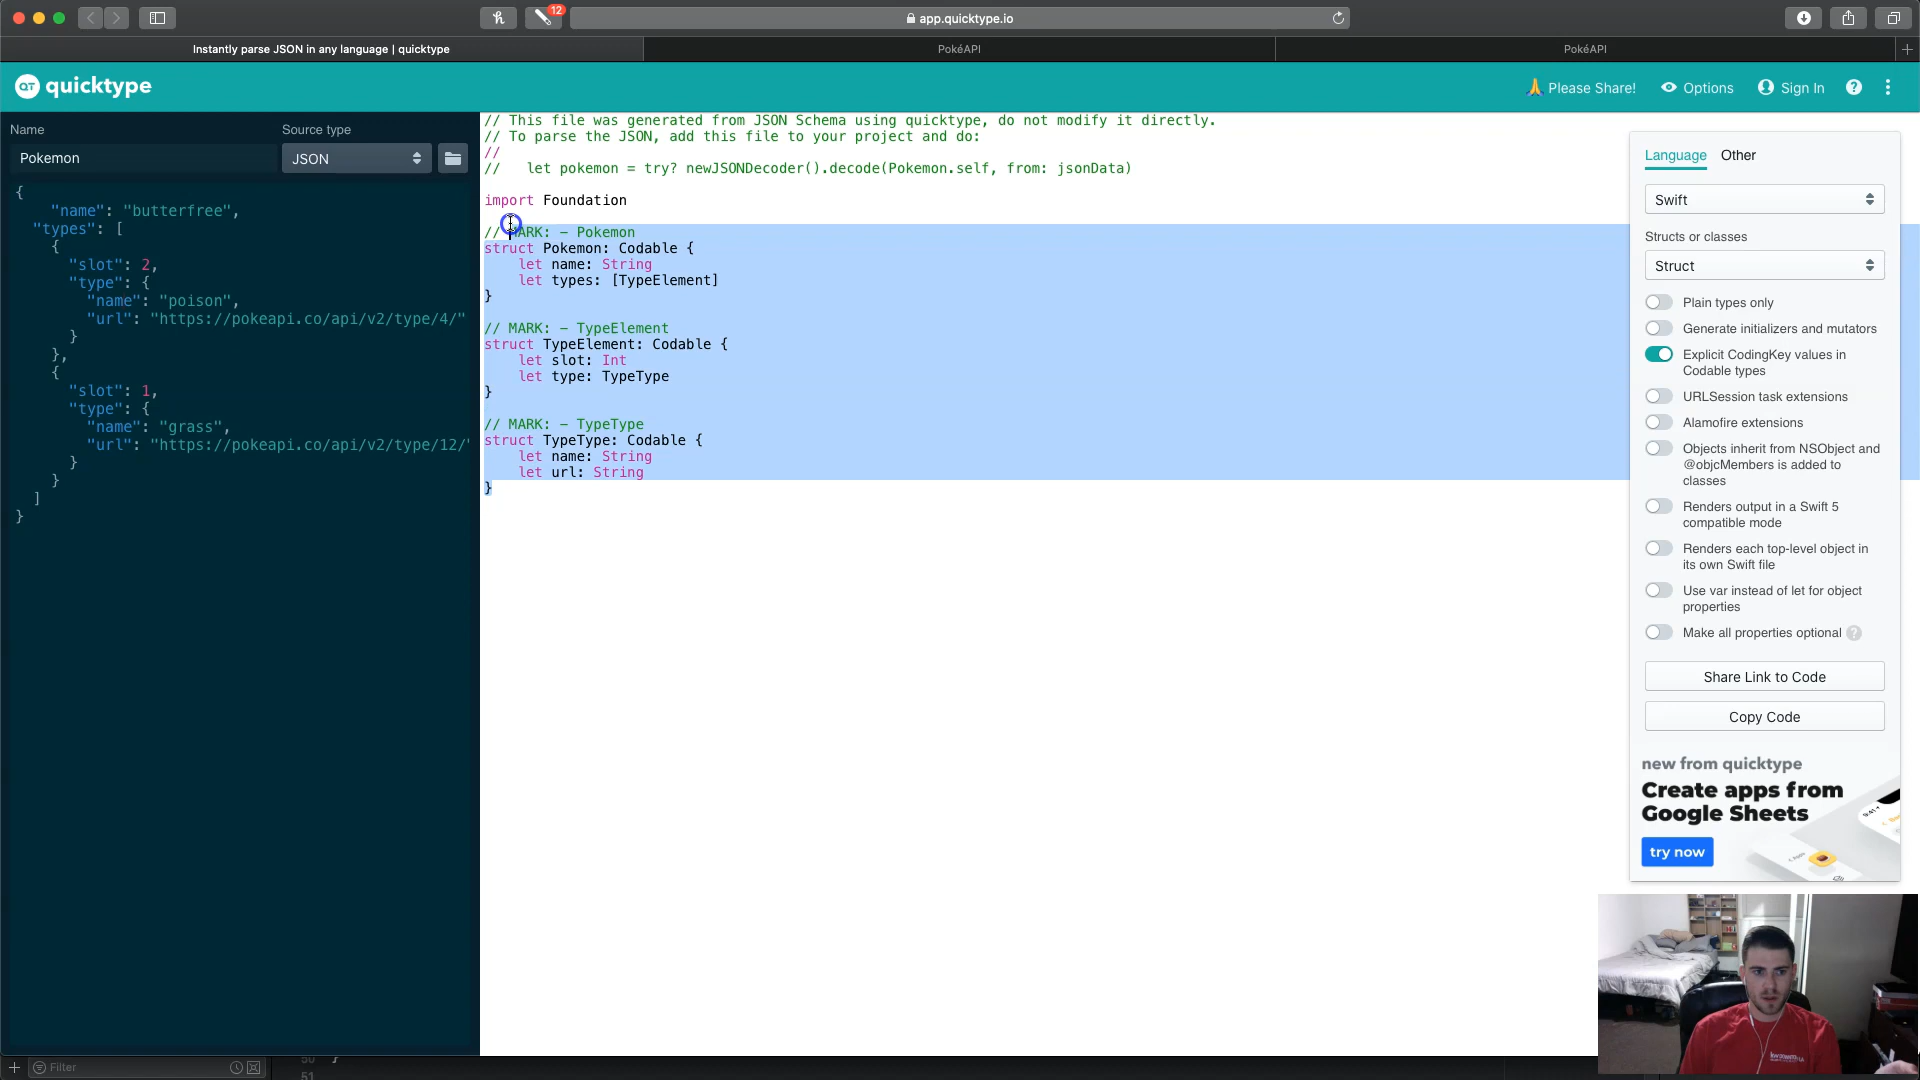 12
app.quicktype.io
Instantly parse JSON in any language | quicktype
PokéAPI
PokéAPI
QT quicktype
🙏 Please Share!
Options
Sign In
?
Name
Source type
Pokemon
JSON
{
"name": "butterfree",
"types": [
{
"slot": 2,
"type": {
"name": "poison",
"url": "https://pokeapi.co/api/v2/type/4/"
}
},
{
"slot": 1,
"type": {
"name": "grass",
"url": "https://pokeapi.co/api/v2/type/12/"
}
}
]
}
// This file was generated from JSON Schema using quicktype, do not modify it directly.
// To parse the JSON, add this file to your project and do:
//
//   let pokemon = try? newJSONDecoder().decode(Pokemon.self, from: jsonData)
import Foundation
// MARK: – Pokemon
struct Pokemon: Codable {
let name: String
let types: [TypeElement]
}
// MARK: – TypeElement
struct TypeElement: Codable {
let slot: Int
let type: TypeType
}
// MARK: – TypeType
struct TypeType: Codable {
let name: String
let url: String
}
Language
Other
Swift
Structs or classes
Struct
Plain types only
Generate initializers and mutators
Explicit CodingKey values in
Codable types
URLSession task extensions
Alamofire extensions
Objects inherit from NSObject and
@objcMembers is added to
classes
Renders output in a Swift 5
compatible mode
Renders each top-level object in
its own Swift file
Use var instead of let for object
properties
Make all properties optional ?
Share Link to Code
Copy Code
new from quicktype
Create apps from
Google Sheets
try now
9:41
Filter
50 }
51